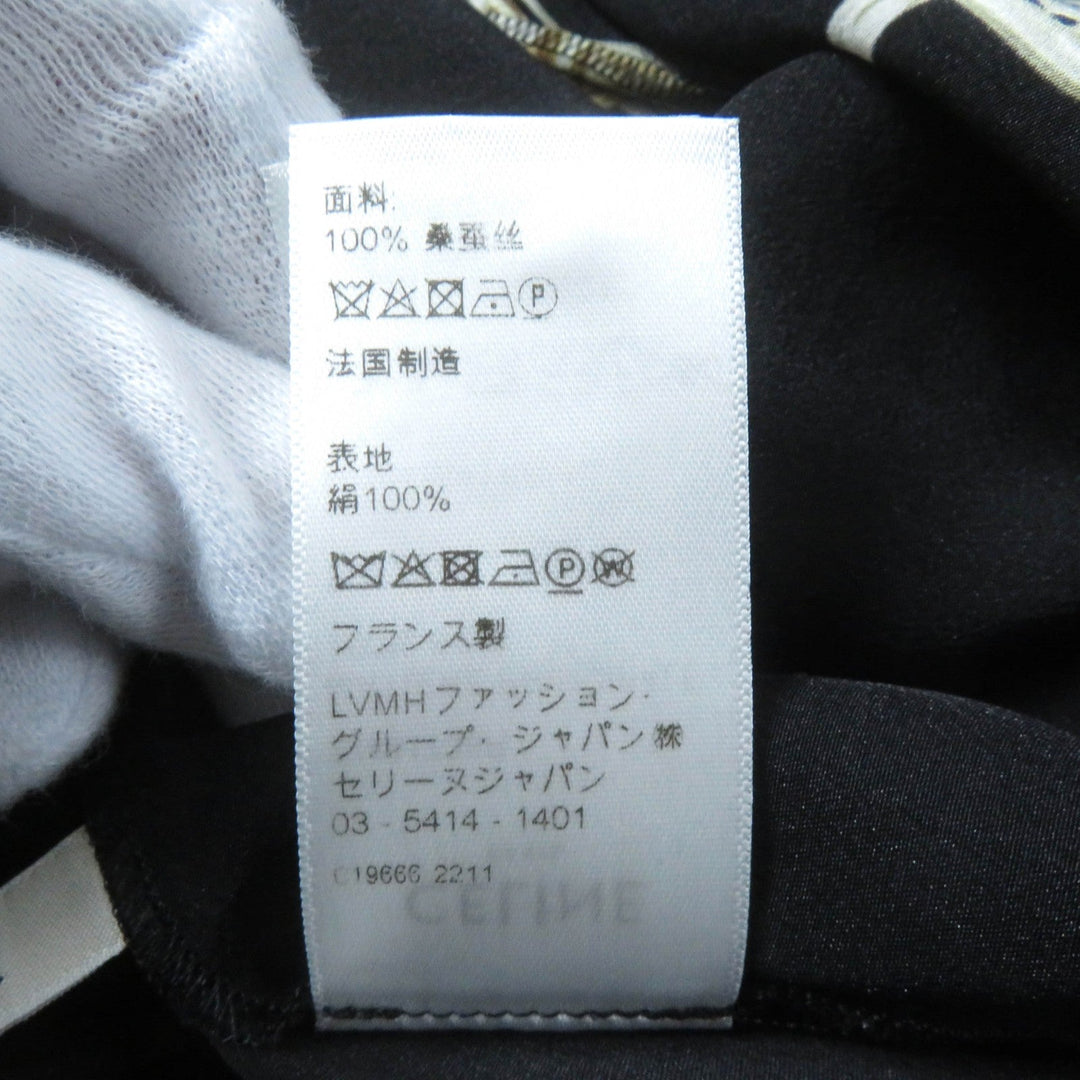 面料:
100% 桑蚕丝
P
法国制造
表地
絹100%
P W
フランス製
LVMHファッション・
グループ・ジャパン㈱
セリーヌジャパン
03 - 5414 - 1401
C19666 2211
CELINE